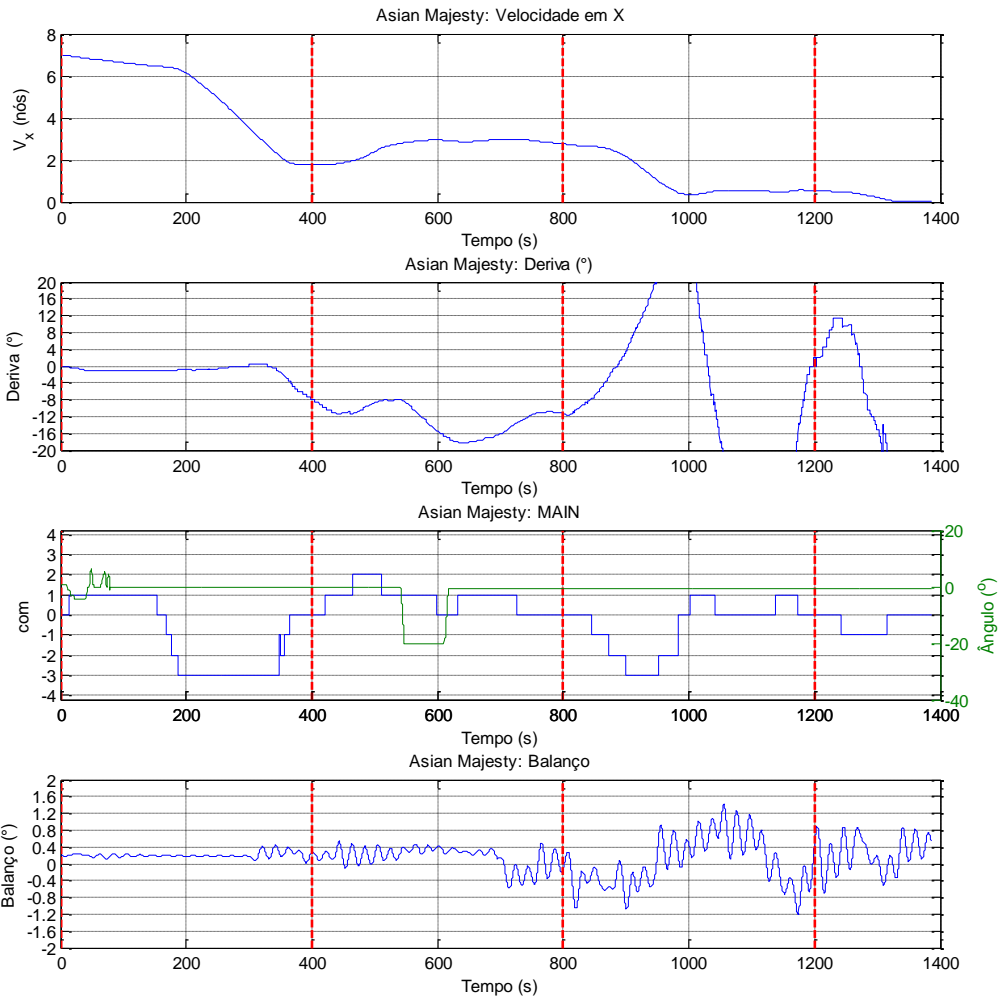 Asian Majesty: Velocidade em X
8
6
4
2
0
V_x (nós)
0 200 400 600 800 1000 1200 1400
Tempo (s)
Asian Majesty: Deriva (°)
20
16
12
8
4
0
-4
-8
-12
-16
-20
Deriva (°)
0 200 400 600 800 1000 1200 1400
Tempo (s)
Asian Majesty: MAIN
4
3
2
1
0
-1
-2
-3
-4
com
20
0
-20
-40
Ângulo (º)
0 200 400 600 800 1000 1200 1400
Tempo (s)
Asian Majesty: Balanço
2
1.6
1.2
0.8
0.4
0
-0.4
-0.8
-1.2
-1.6
-2
Balanço (°)
0 200 400 600 800 1000 1200 1400
Tempo (s)